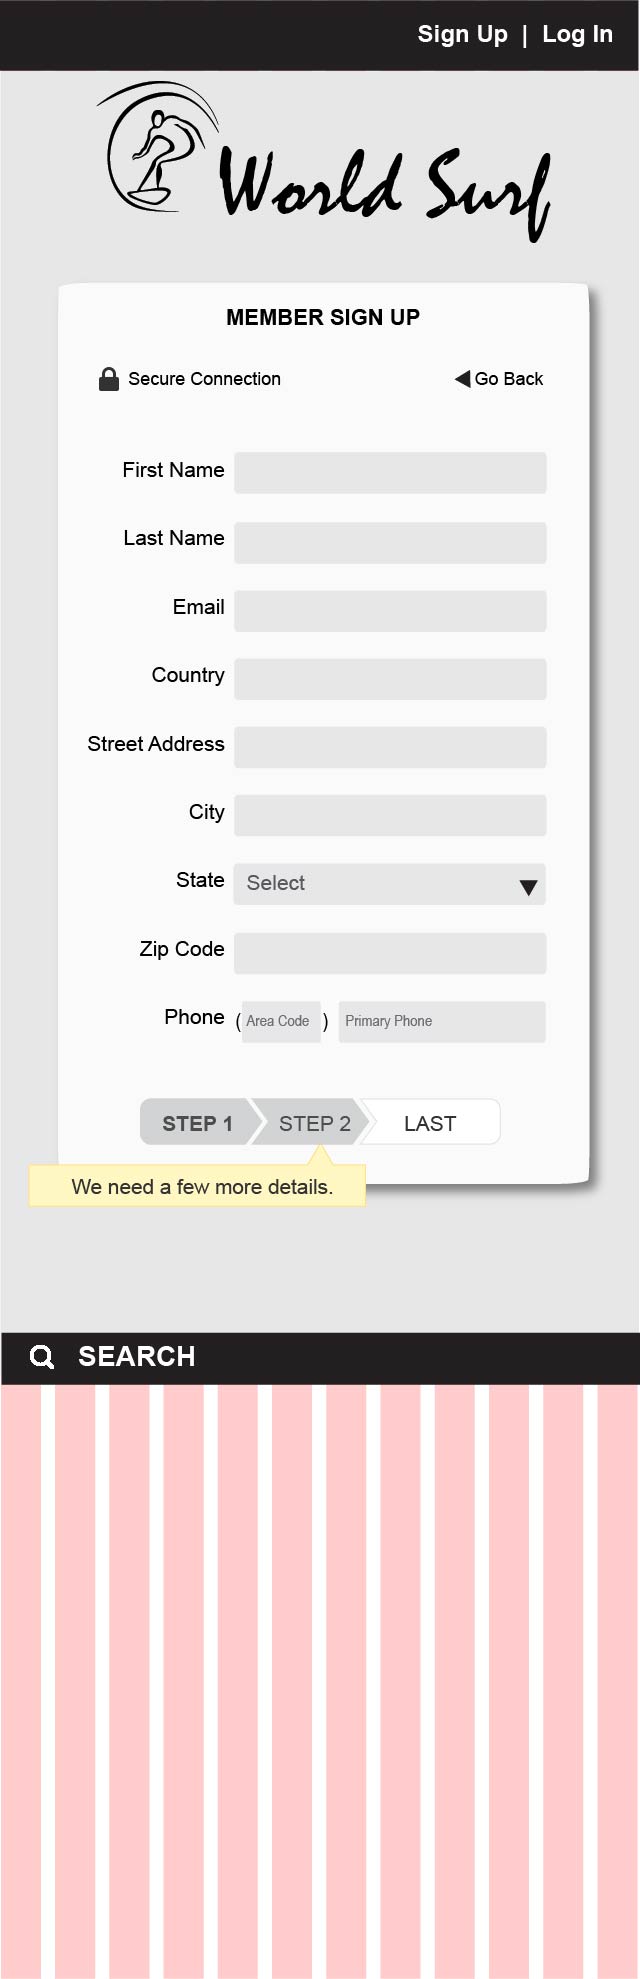 Sign Up | Log In
World Surf
MEMBER SIGN UP
Secure Connection
Go Back
First Name
Last Name
Email
Country
Street Address
City
State Select
Zip Code
Phone (Area Code) Primary Phone
STEP 1 STEP 2 LAST
We need a few more details.
SEARCH